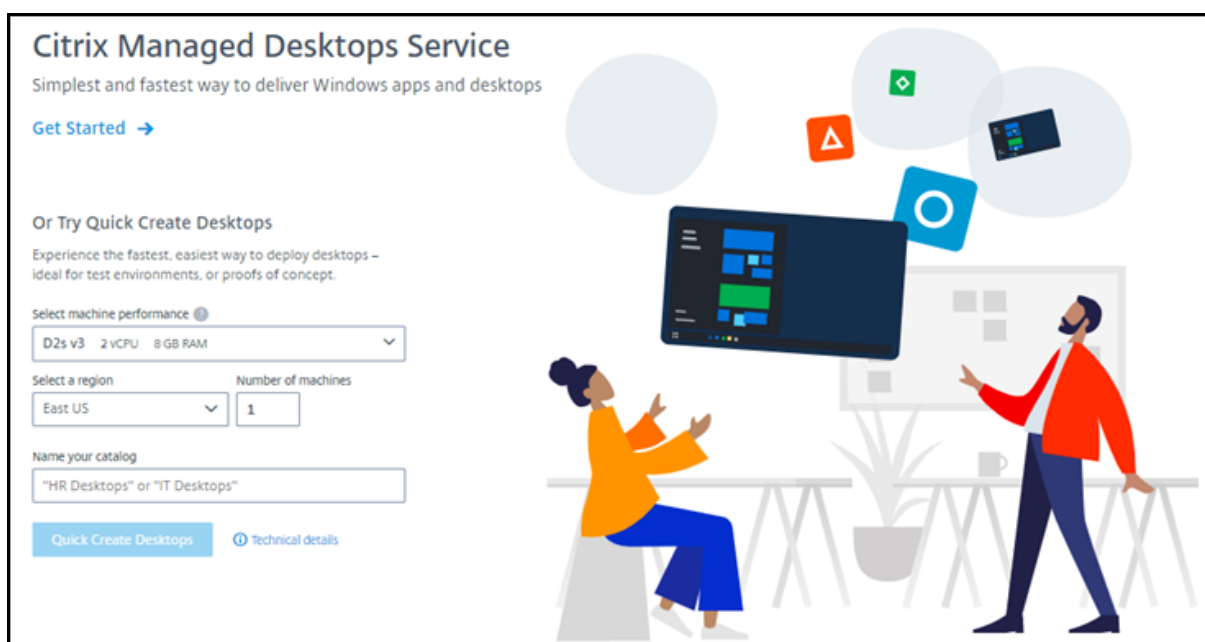 Citrix Managed Desktops Service
Simplest and fastest way to deliver Windows apps and desktops
Get Started →
Or Try Quick Create Desktops
Experience the fastest, easiest way to deploy desktops –
ideal for test environments, or proofs of concept.
Select machine performance ?
D2s v3 2 vCPU 8 GB RAM
Select a region Number of machines
East US 1
Name your catalog
"HR Desktops" or "IT Desktops"
Quick Create Desktops Technical details